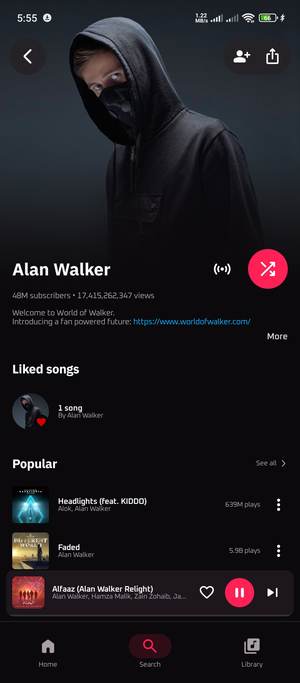 5:55
1.22
MB/s
66
Alan Walker
48M subscribers • 17,415,262,347 views
Welcome to World of Walker.
Introducing a fan powered future: https://www.worldofwalker.com/
More
Liked songs
1 song
By Alan Walker
Popular
See all
Headlights (feat. KIDDO)
Alok, Alan Walker
639M plays
Faded
Alan Walker
5.9B plays
Alfaaz (Alan Walker Relight)
Alan Walker, Hamza Malik, Zain Zohaib, Ja...
Home
Search
Library